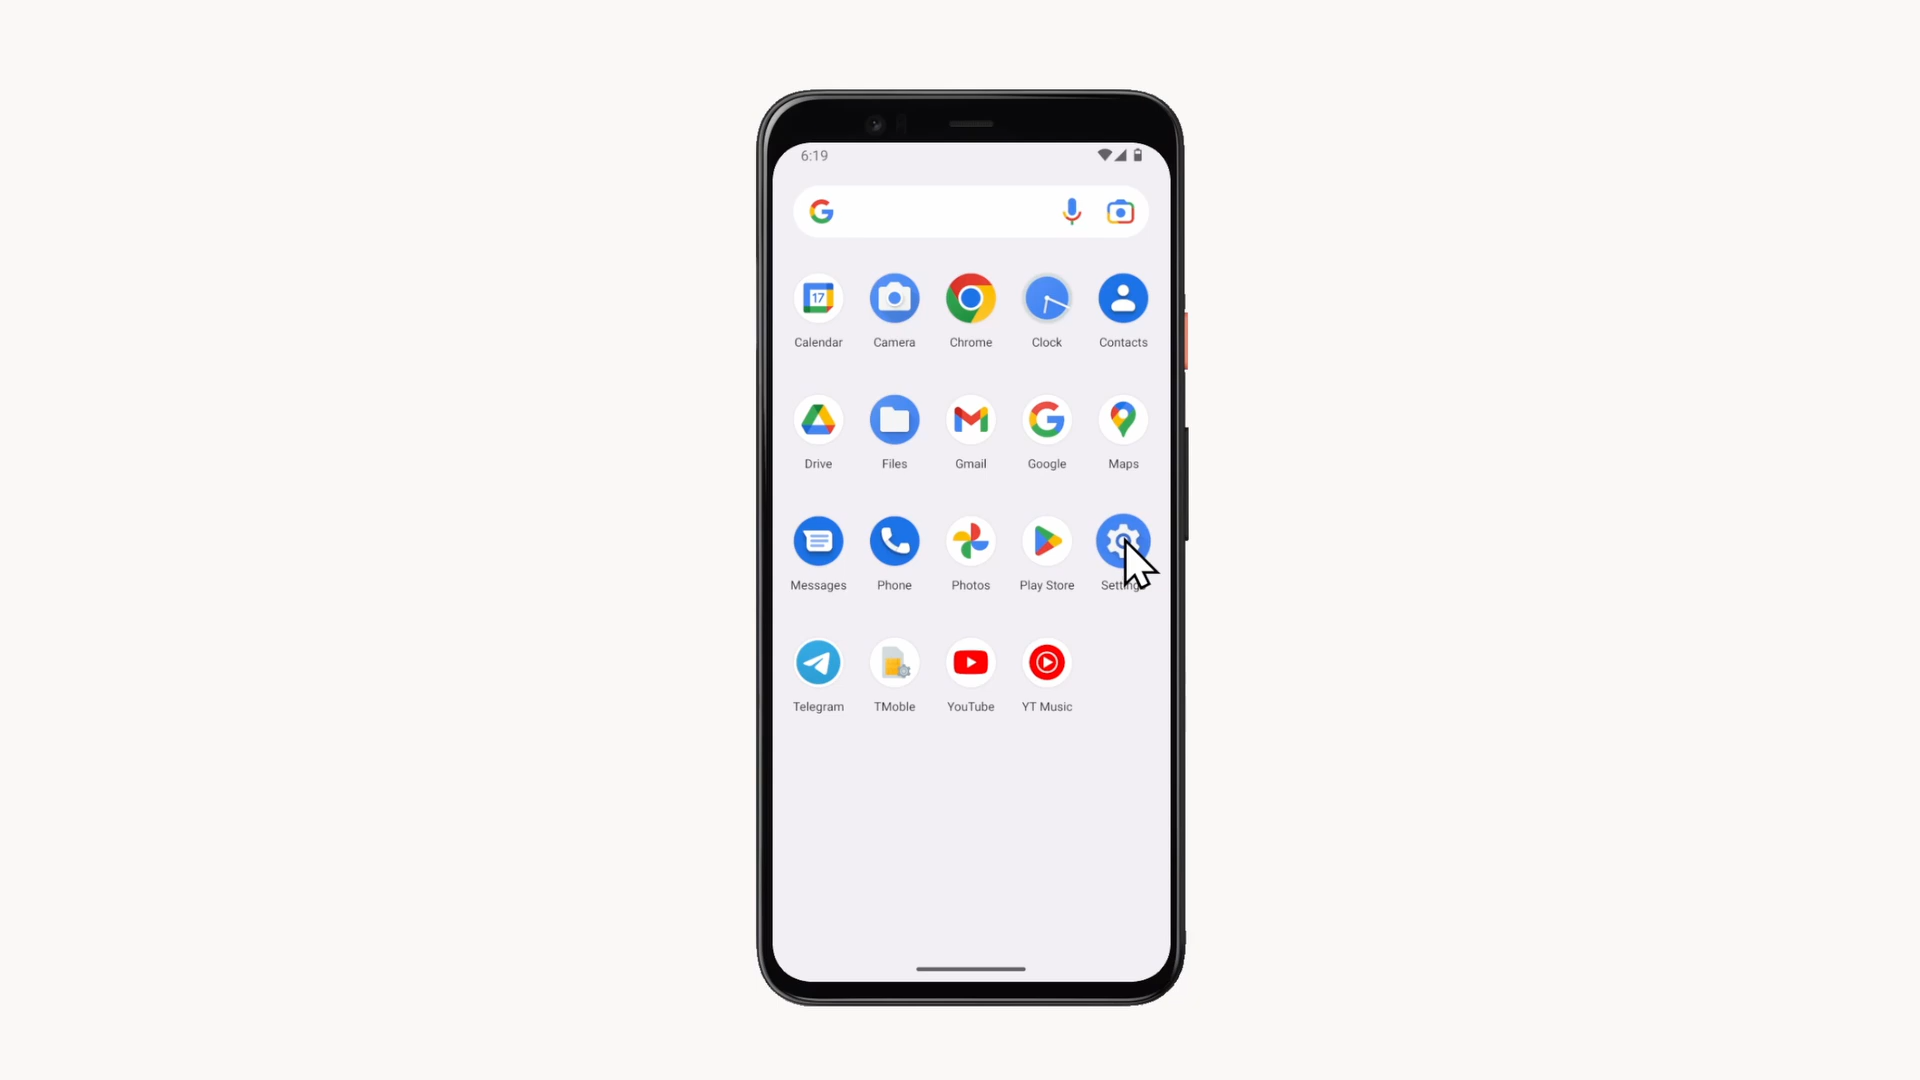 6:19
Calendar Camera Chrome Clock Contacts
Drive Files Gmail Google Maps
Messages Phone Photos Play Store Settings
Telegram TMoble YouTube YT Music
17